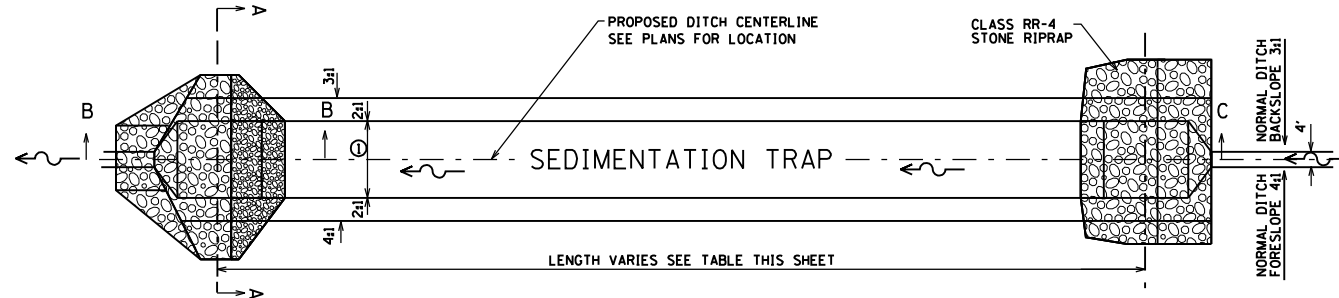 A
PROPOSED DITCH CENTERLINE
SEE PLANS FOR LOCATION
CLASS RR-4
STONE RIPRAP
3:1
B
B
2:1
①
SEDIMENTATION TRAP
C
NORMAL DITCH
BACKSLOPE 3:1
4'
2:1
4:1
NORMAL DITCH
FORESLOPE 4:1
LENGTH VARIES SEE TABLE THIS SHEET
A